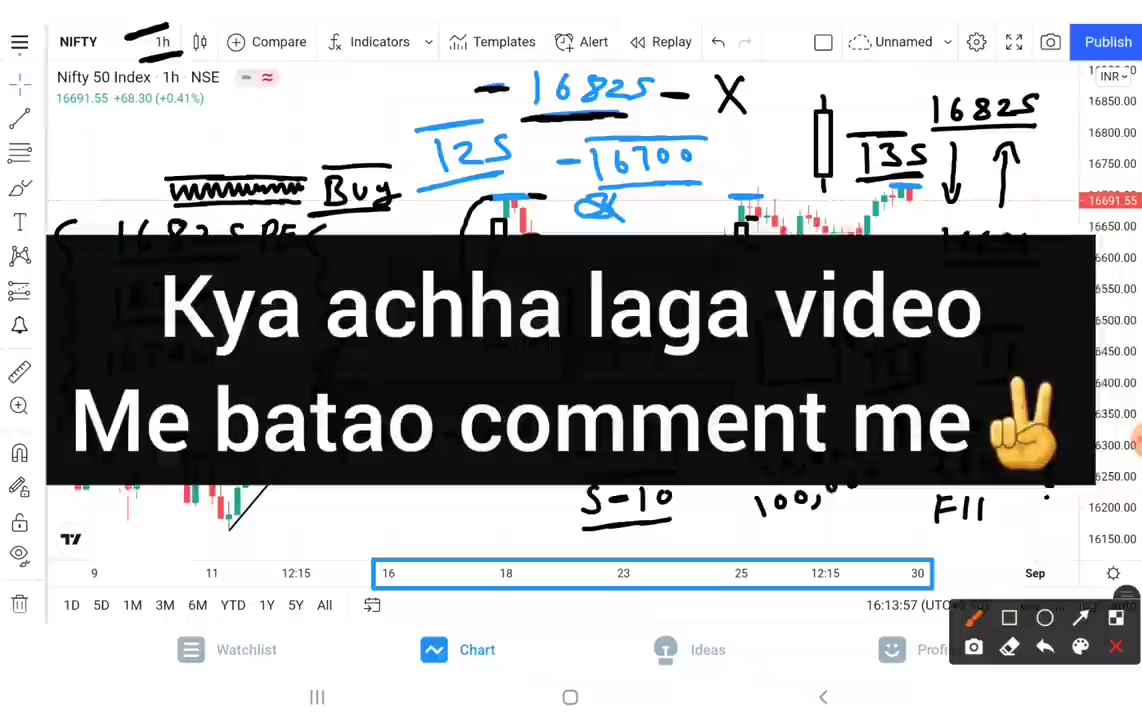 NIFTY 1h Compare Indicators Templates Alert Replay Unnamed Publish
Nifty 50 Index · 1h · NSE
16691.55 +68.30 (+0.41%)
INR
16850.00
16800.00
16750.00
16691.55
16650.00
16600.00
16550.00
16500.00
16450.00
16400.00
16350.00
16300.00
16250.00
16200.00
16150.00
- 16825 - X
125 - 16700
135
16825
Buy
16825 PE
Kya achha laga video
Me batao comment me✌
5-10
100,
FII
9 11 12:15 16 18 23 25 12:15 30 Sep
1D 5D 1M 3M 6M YTD 1Y 5Y All
16:13:57 (UTC
Watchlist Chart Ideas